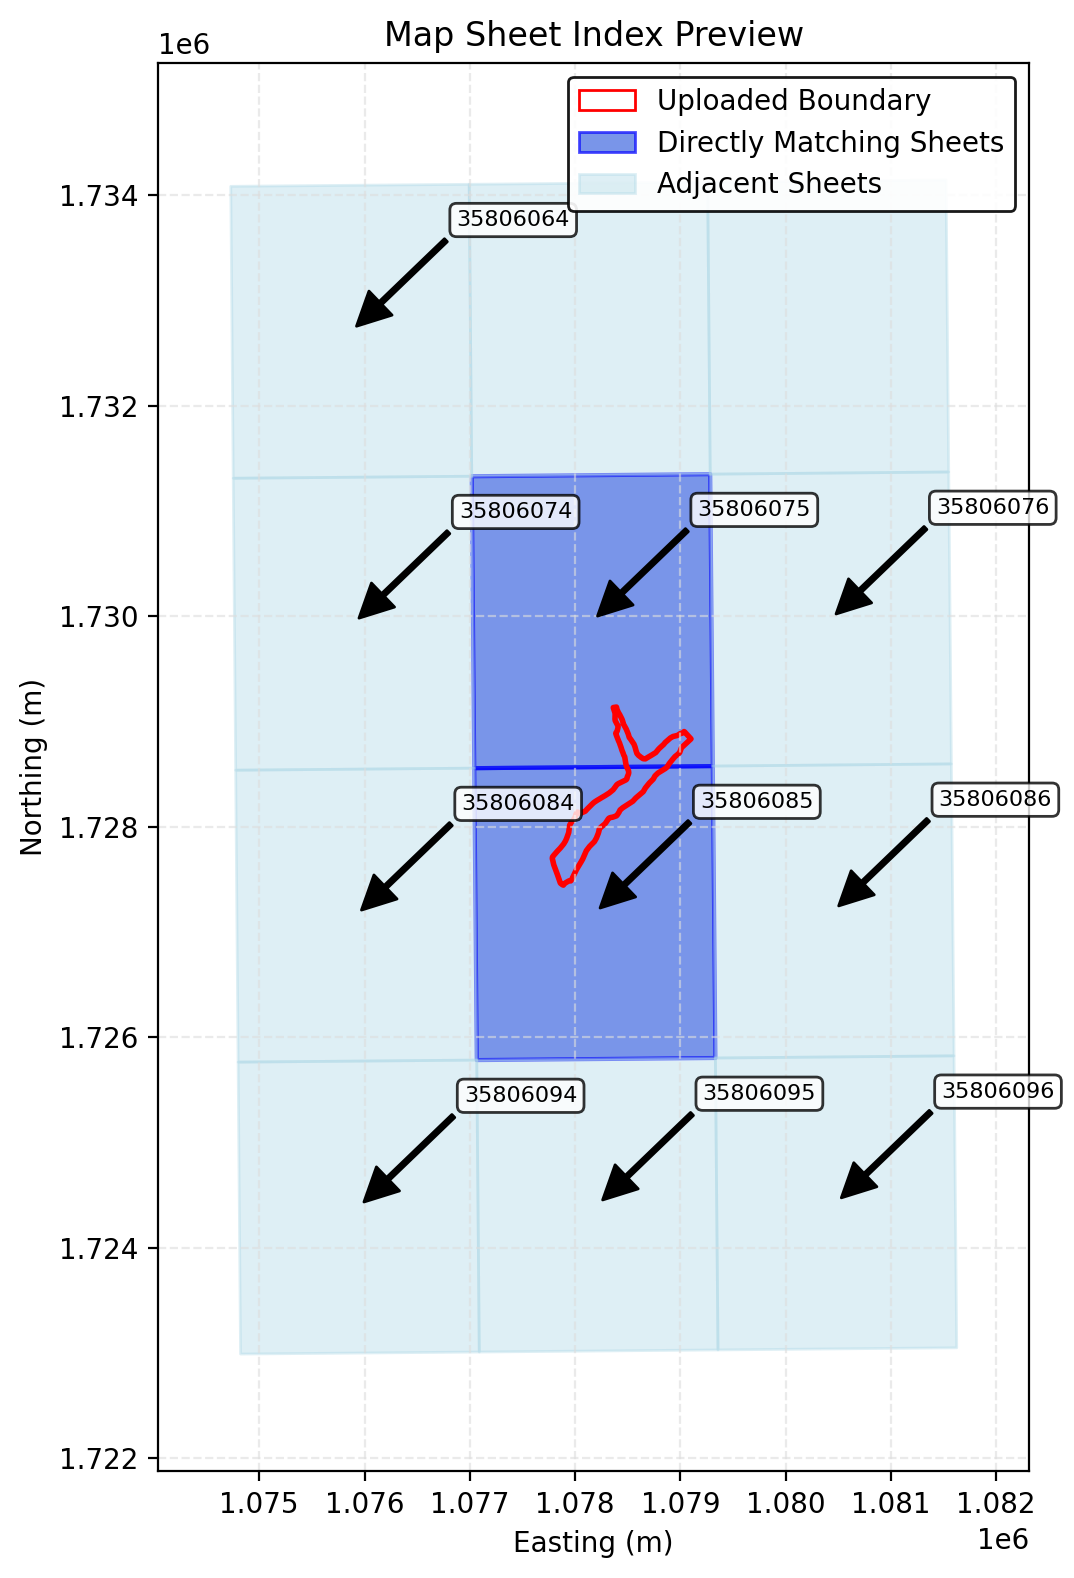 Map Sheet Index Preview
1e6
Uploaded Boundary
Directly Matching Sheets
Adjacent Sheets
1.734
35806064
1.732
35806074
35806075
35806076
1.730
Northing (m)
1.728
35806084
35806085
35806086
1.726
35806094
35806095
35806096
1.724
1.722
1.075 1.076 1.077 1.078 1.079 1.080 1.081 1.082
Easting (m)
1e6